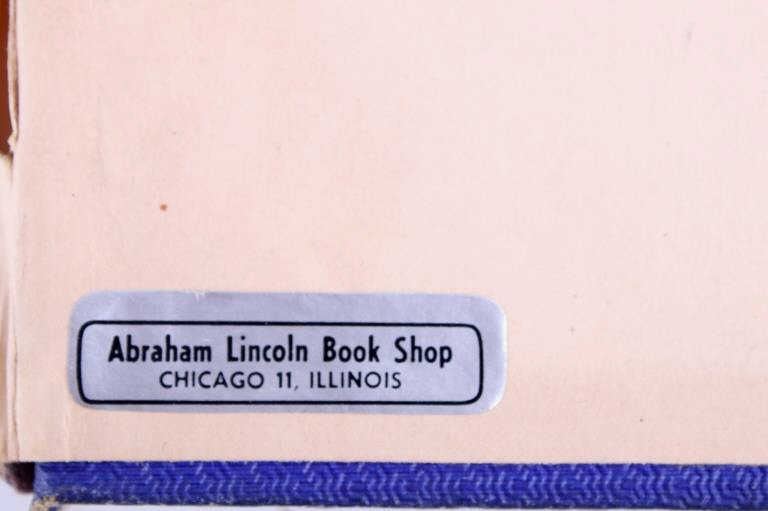 Abraham Lincoln Book Shop
CHICAGO 11, ILLINOIS